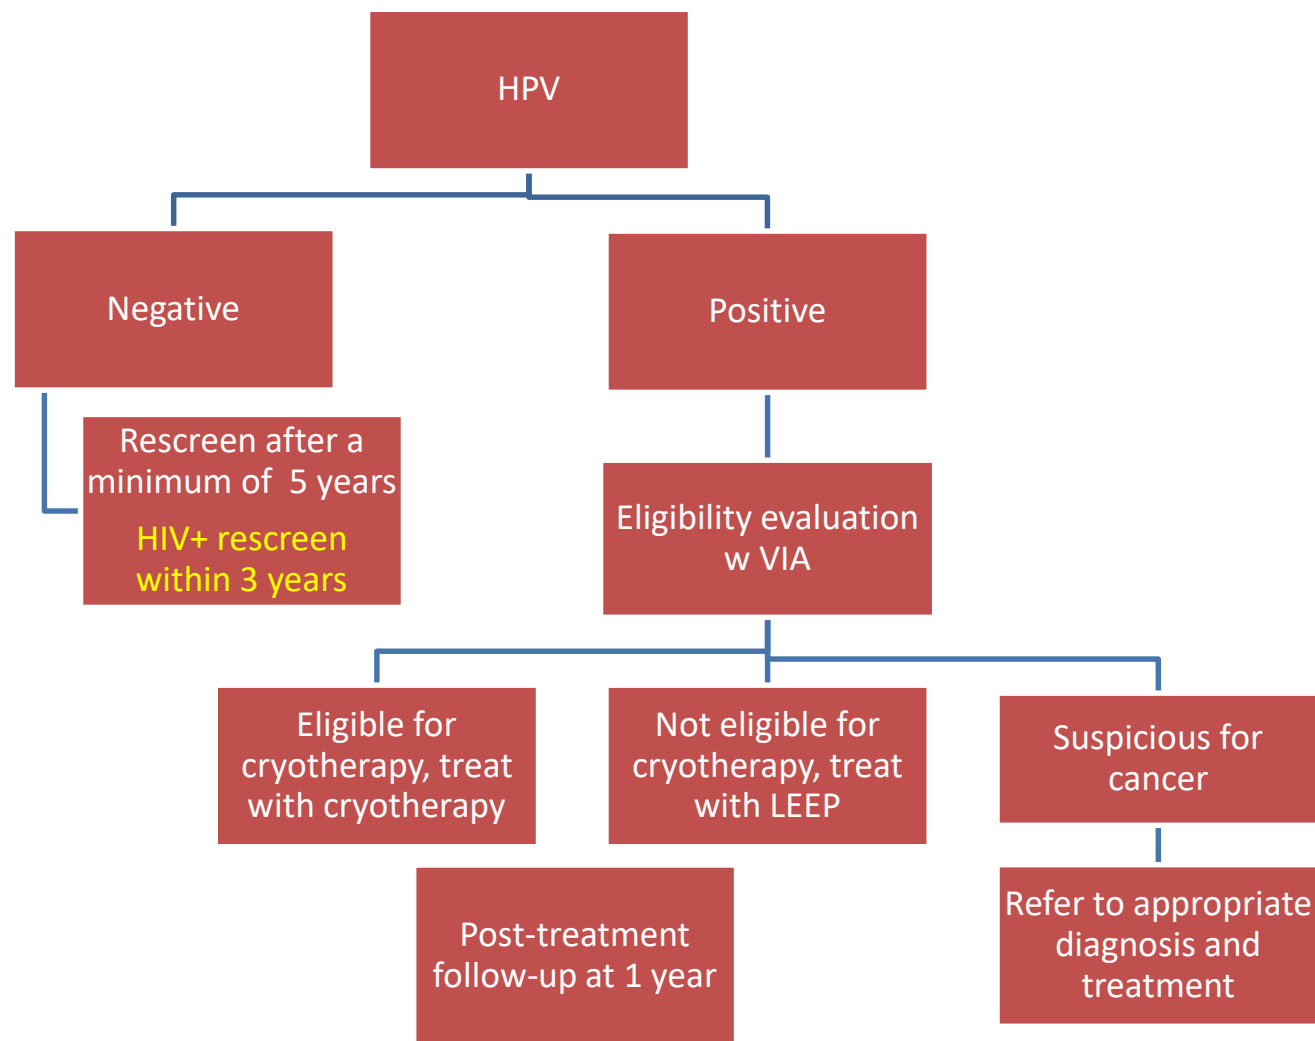 HPV
Negative
Positive
Rescreen after a
minimum of 5 years
HIV+ rescreen
within 3 years
Eligibility evaluation
w VIA
Eligible for
cryotherapy, treat
with cryotherapy
Not eligible for
cryotherapy, treat
with LEEP
Suspicious for
cancer
Post-treatment
follow-up at 1 year
Refer to appropriate
diagnosis and
treatment